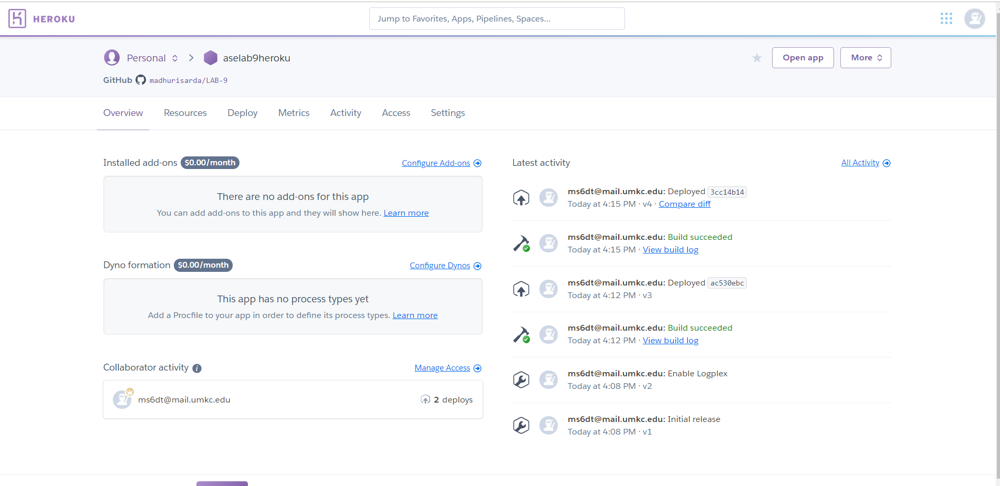 HEROKU
Jump to Favorites, Apps, Pipelines, Spaces...
Personal > aselab9heroku
Open app
More
GitHub madhurisarda/LAB-9
Overview Resources Deploy Metrics Activity Access Settings
Installed add-ons $0.00/month
Configure Add-ons
There are no add-ons for this app
You can add add-ons to this app and they will show here. Learn more
Dyno formation $0.00/month
Configure Dynos
This app has no process types yet
Add a Procfile to your app in order to define its process types. Learn more
Collaborator activity i
Manage Access
ms6dt@mail.umkc.edu
2 deploys
Latest activity
All Activity
ms6dt@mail.umkc.edu: Deployed 3cc14b14
Today at 4:15 PM · v4 · Compare diff
ms6dt@mail.umkc.edu: Build succeeded
Today at 4:15 PM · View build log
ms6dt@mail.umkc.edu: Deployed ac530ebc
Today at 4:12 PM · v3
ms6dt@mail.umkc.edu: Build succeeded
Today at 4:12 PM · View build log
ms6dt@mail.umkc.edu: Enable Logplex
Today at 4:08 PM · v2
ms6dt@mail.umkc.edu: Initial release
Today at 4:08 PM · v1